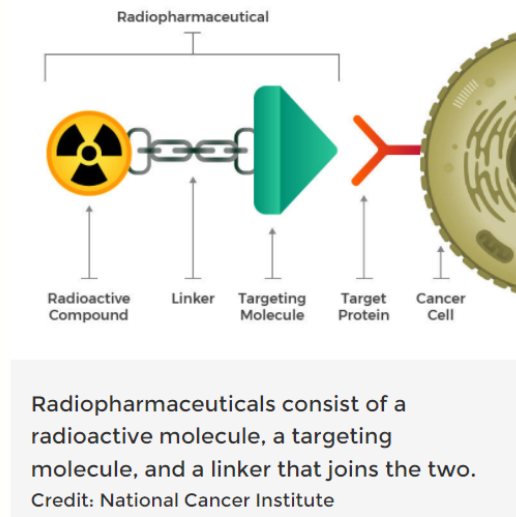 Radiopharmaceutical
Radioactive Compound
Linker
Targeting Molecule
Target Protein
Cancer Cell
Radiopharmaceuticals consist of a
radioactive molecule, a targeting
molecule, and a linker that joins the two.
Credit: National Cancer Institute